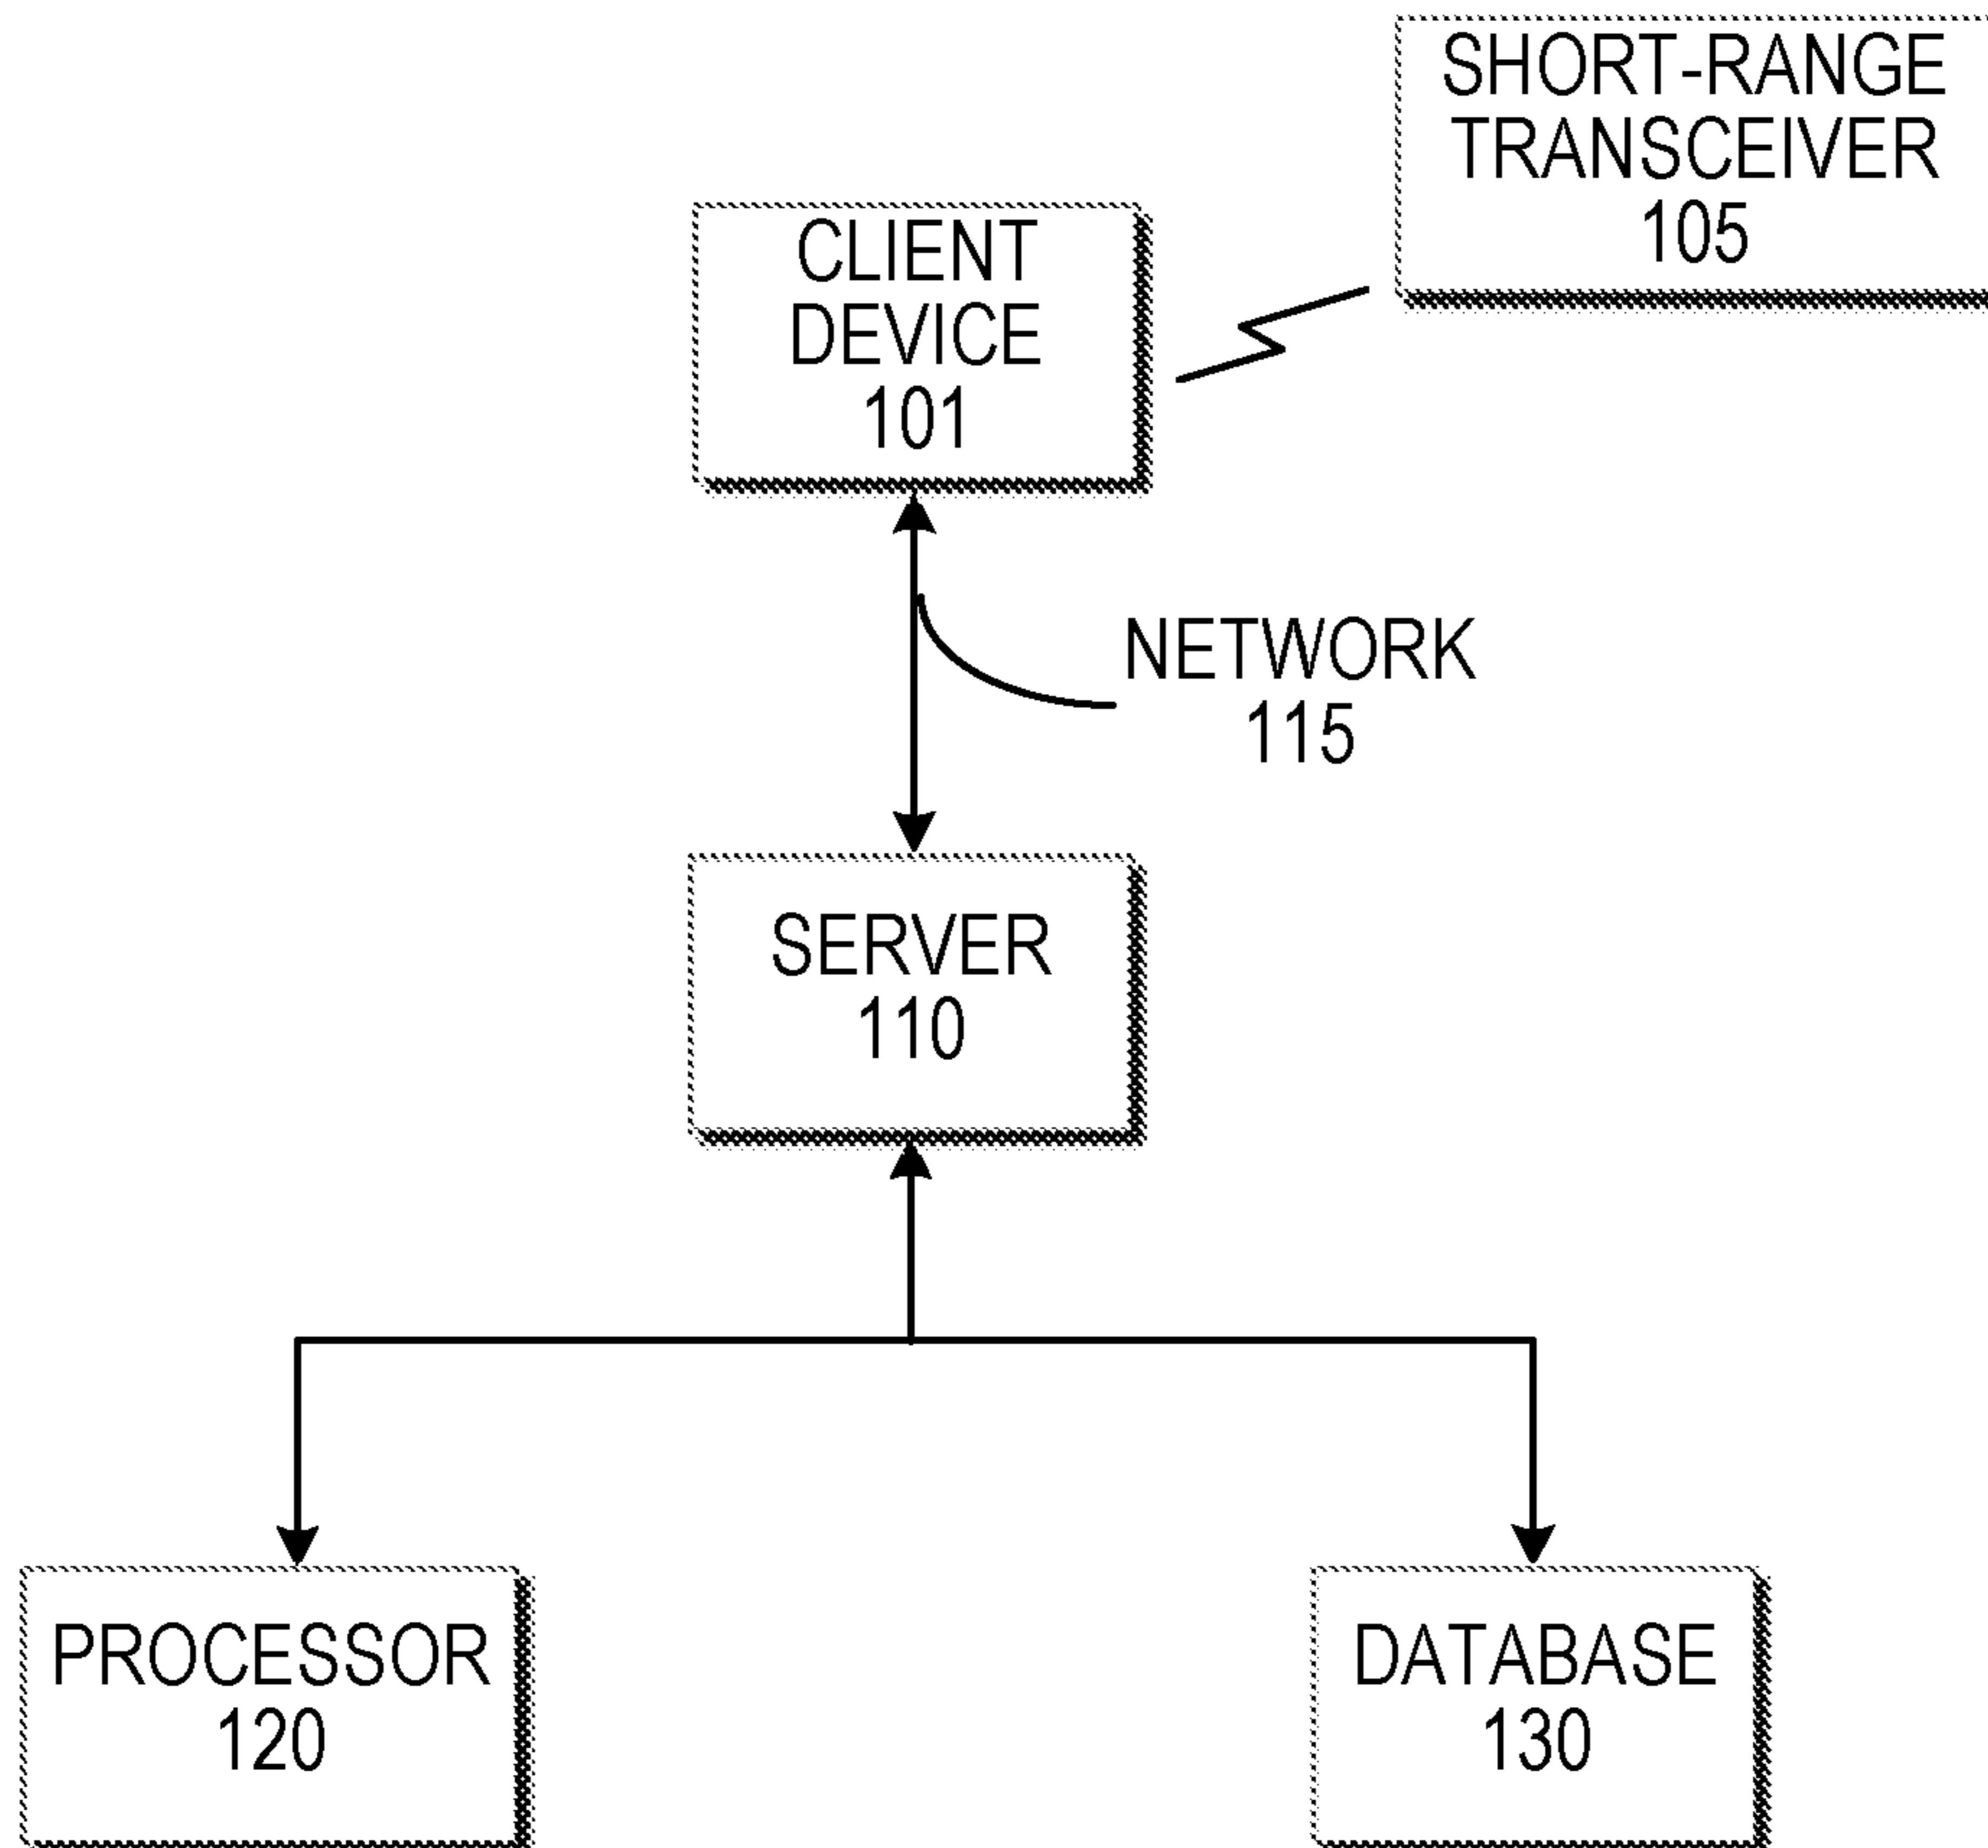 SHORT-RANGE
TRANSCEIVER
105
CLIENT
DEVICE
101
NETWORK
115
SERVER
110
PROCESSOR
120
DATABASE
130